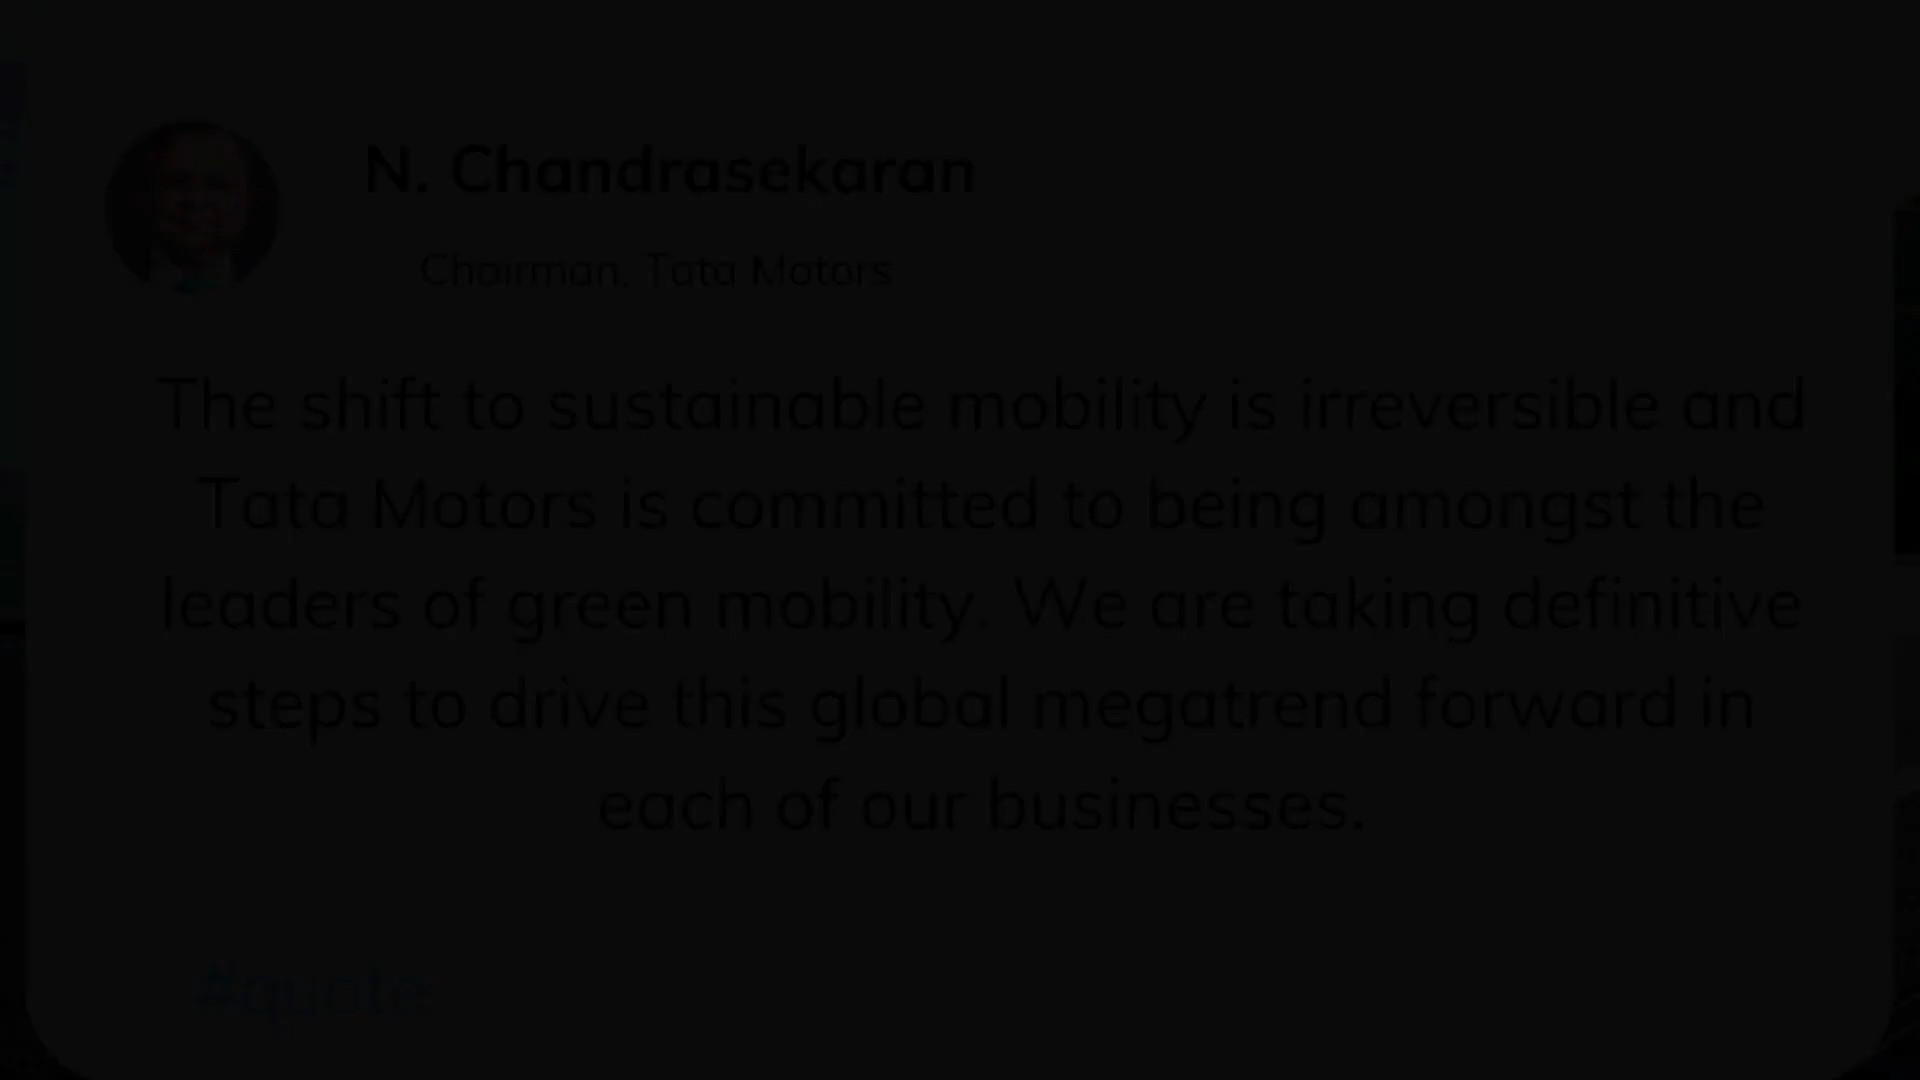 N. Chandrasekaran
Chairman, Tata Motors
The shift to sustainable mobility is irreversible and
Tata Motors is committed to being amongst the
leaders of green mobility. We are taking definitive
steps to drive this global megatrend forward in
each of our businesses.
#quote